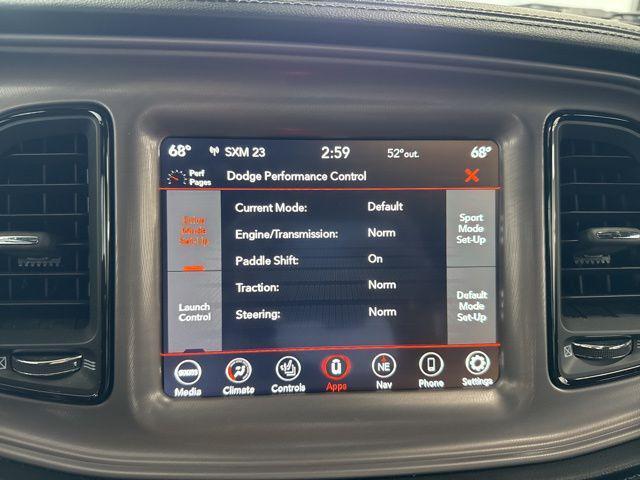 68° SXM 23 2:59 52°out. 68°
Perf
Pages
Dodge Performance Control
Current Mode: Default
Engine/Transmission: Norm
Paddle Shift: On
Traction: Norm
Steering: Norm
Drive
Mode
Set-Up
Launch
Control
Sport
Mode
Set-Up
Default
Mode
Set-Up
NE
Media Climate Controls Apps Nav Phone Settings